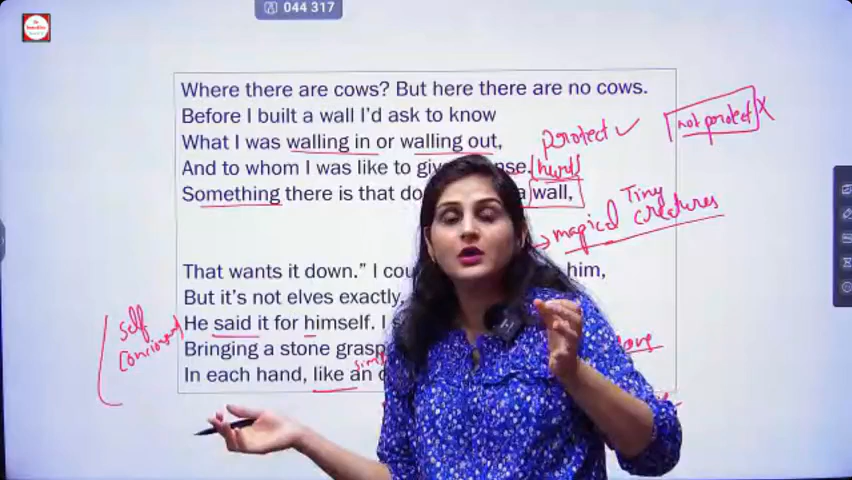 044 317
Where there are cows? But here there are no cows.
Before I built a wall I'd ask to know
What I was walling in or walling out,
protect ✓
not protect X
And to whom I was like to give
nse.
hurt
Something there is that do
a wall,
Tiny
magical creatures
That wants it down." I cou
him,
But it's not elves exactly,
self
He said it for himself. I s
Bringing a stone grasp
In each hand, like an